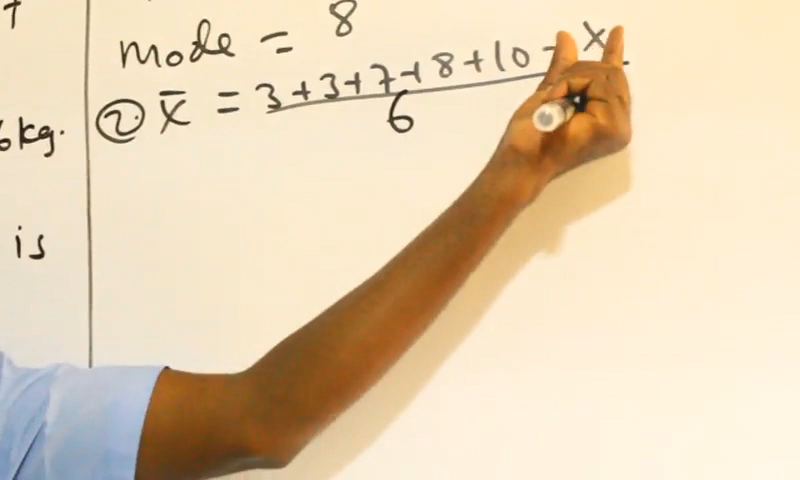 mode = 8
② x̄ = 3+3+7+8+10 x
6
kg.
is